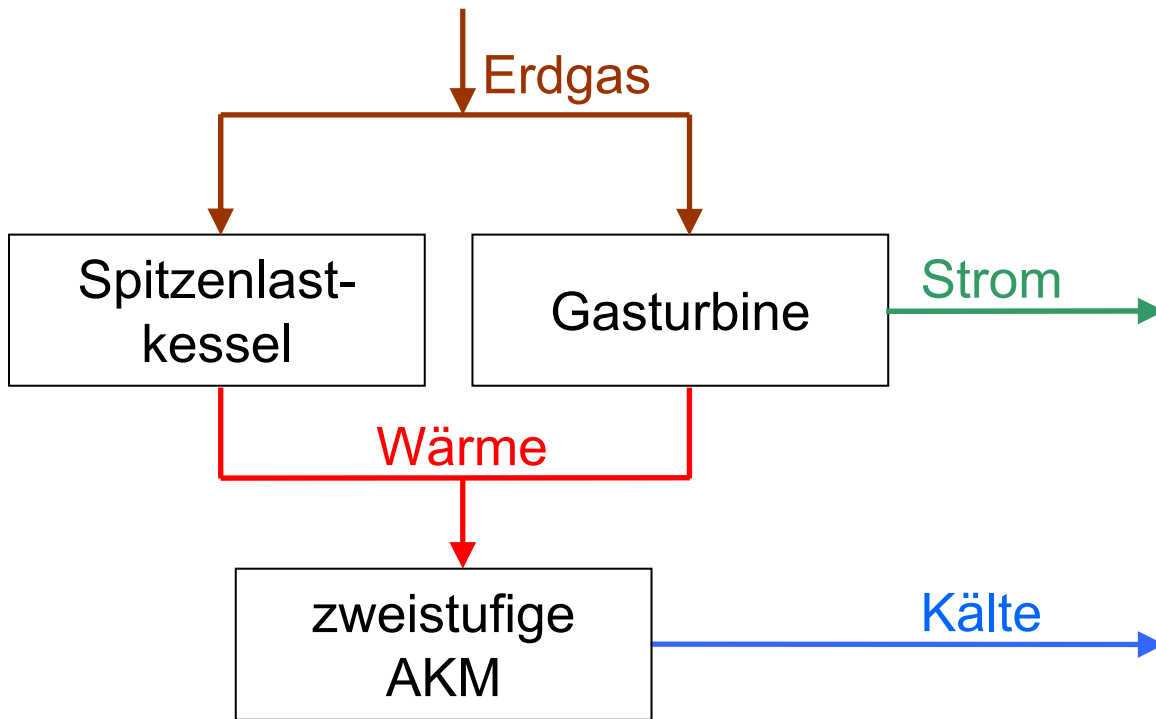 Erdgas
Spitzenlast-
kessel
Gasturbine
Strom
Wärme
zweistufige
AKM
Kälte